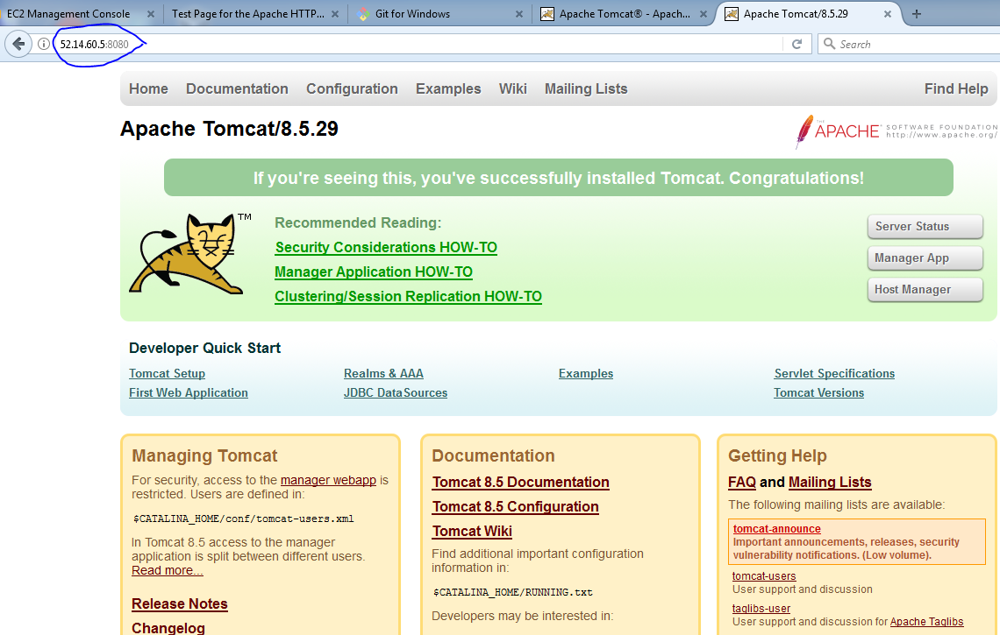 EC2 Management Console
Test Page for the Apache HTTP...
Git for Windows
Apache Tomcat® - Apach...
Apache Tomcat/8.5.29
52.14.60.5:8080
Search
Home Documentation Configuration Examples Wiki Mailing Lists Find Help
Apache Tomcat/8.5.29
THE APACHE SOFTWARE FOUNDATION
http://www.apache.org/
If you're seeing this, you've successfully installed Tomcat. Congratulations!
TM
Recommended Reading:
Security Considerations HOW-TO
Manager Application HOW-TO
Clustering/Session Replication HOW-TO
Server Status
Manager App
Host Manager
Developer Quick Start
Tomcat Setup
First Web Application
Realms & AAA
JDBC DataSources
Examples
Servlet Specifications
Tomcat Versions
Managing Tomcat
For security, access to the manager webapp is
restricted. Users are defined in:
$CATALINA_HOME/conf/tomcat-users.xml
In Tomcat 8.5 access to the manager
application is split between different users.
Read more...
Release Notes
Changelog
Documentation
Tomcat 8.5 Documentation
Tomcat 8.5 Configuration
Tomcat Wiki
Find additional important configuration
information in:
$CATALINA_HOME/RUNNING.txt
Developers may be interested in:
Getting Help
FAQ and Mailing Lists
The following mailing lists are available:
tomcat-announce
Important announcements, releases, security
vulnerability notifications. (Low volume).
tomcat-users
User support and discussion
taglibs-user
User support and discussion for Apache Taglibs